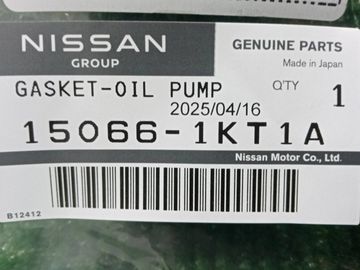 NISSAN
GROUP
GENUINE PARTS
Made in Japan
GASKET-OIL PUMP
Q'TY 1
2025/04/16
15066-1KT1A
Nissan Motor Co., Ltd.
B12412